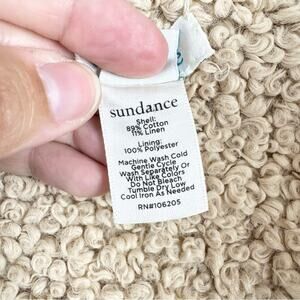 sundance
Shell:
89% Cotton
11% Linen
Lining:
100% Polyester
Machine Wash Cold
Gentle Cycle
Wash Separately Or
With Like Colors
Do Not Bleach
Tumble Dry Low
Cool Iron As Needed
RN#106205